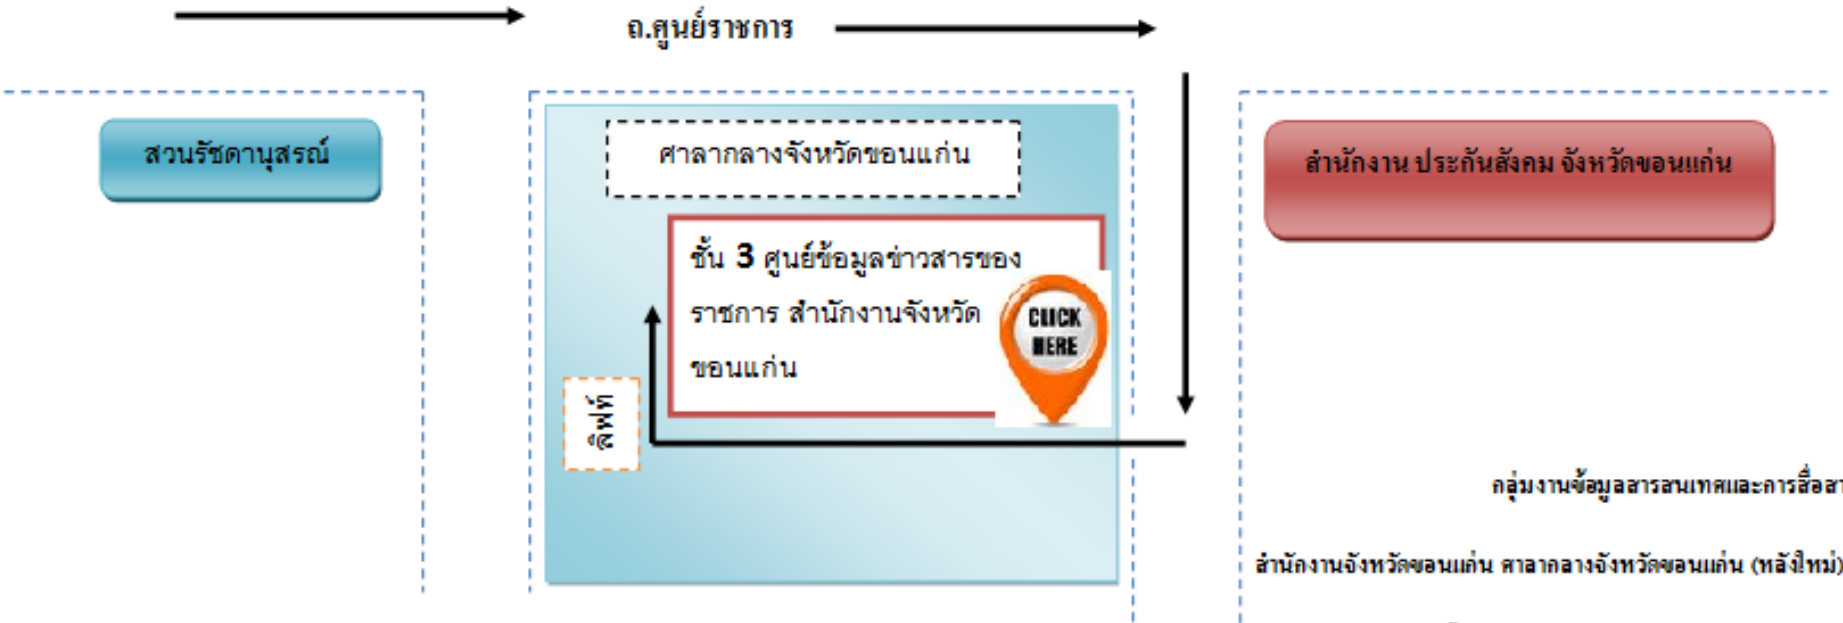 ถ.ศูนย์ราชการ
สวนรัชดานุสรณ์
ศาลากลางจังหวัดขอนแก่น
สำนักงาน ประกันสังคม จังหวัดขอนแก่น
ชั้น 3 ศูนย์ข้อมูลข่าวสารของ
ราชการ สำนักงานจังหวัด
ขอนแก่น
CLICK
HERE
ลิฟท์
กลุ่มงานข้อมูลสารสนเทศและการสื่อสา
สำนักงานจังหวัดขอนแก่น ศาลากลางจังหวัดขอนแก่น (หลังใหม่)